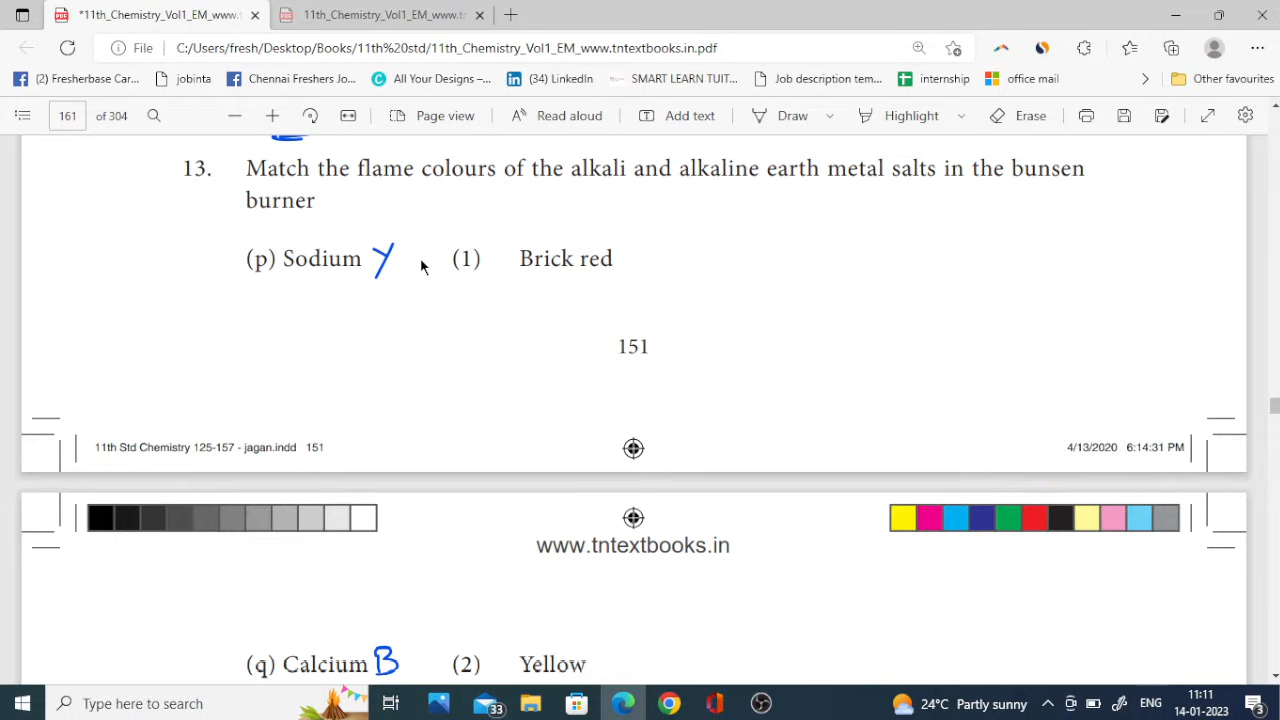 *11th_Chemistry_Vol1_EM_www.t
11th_Chemistry_Vol1_EM_www.t
File C:/Users/fresh/Desktop/Books/11th%20std/11th_Chemistry_Vol1_EM_www.tntextbooks.in.pdf
(2) Fresherbase Car... jobinta Chennai Freshers Jo... All Your Designs –... (34) LinkedIn SMART LEARN TUIT... Job description tem... internship office mail Other favourites
161 of 304 Page view Read aloud Add text Draw Highlight Erase
13. Match the flame colours of the alkali and alkaline earth metal salts in the bunsen
burner
(p) Sodium Y (1) Brick red
151
11th Std Chemistry 125-157 - jagan.indd 151 4/13/2020 6:14:31 PM
www.tntextbooks.in
(q) Calcium B (2) Yellow
Type here to search 33 24°C Partly sunny ENG 11:11
14-01-2023 3